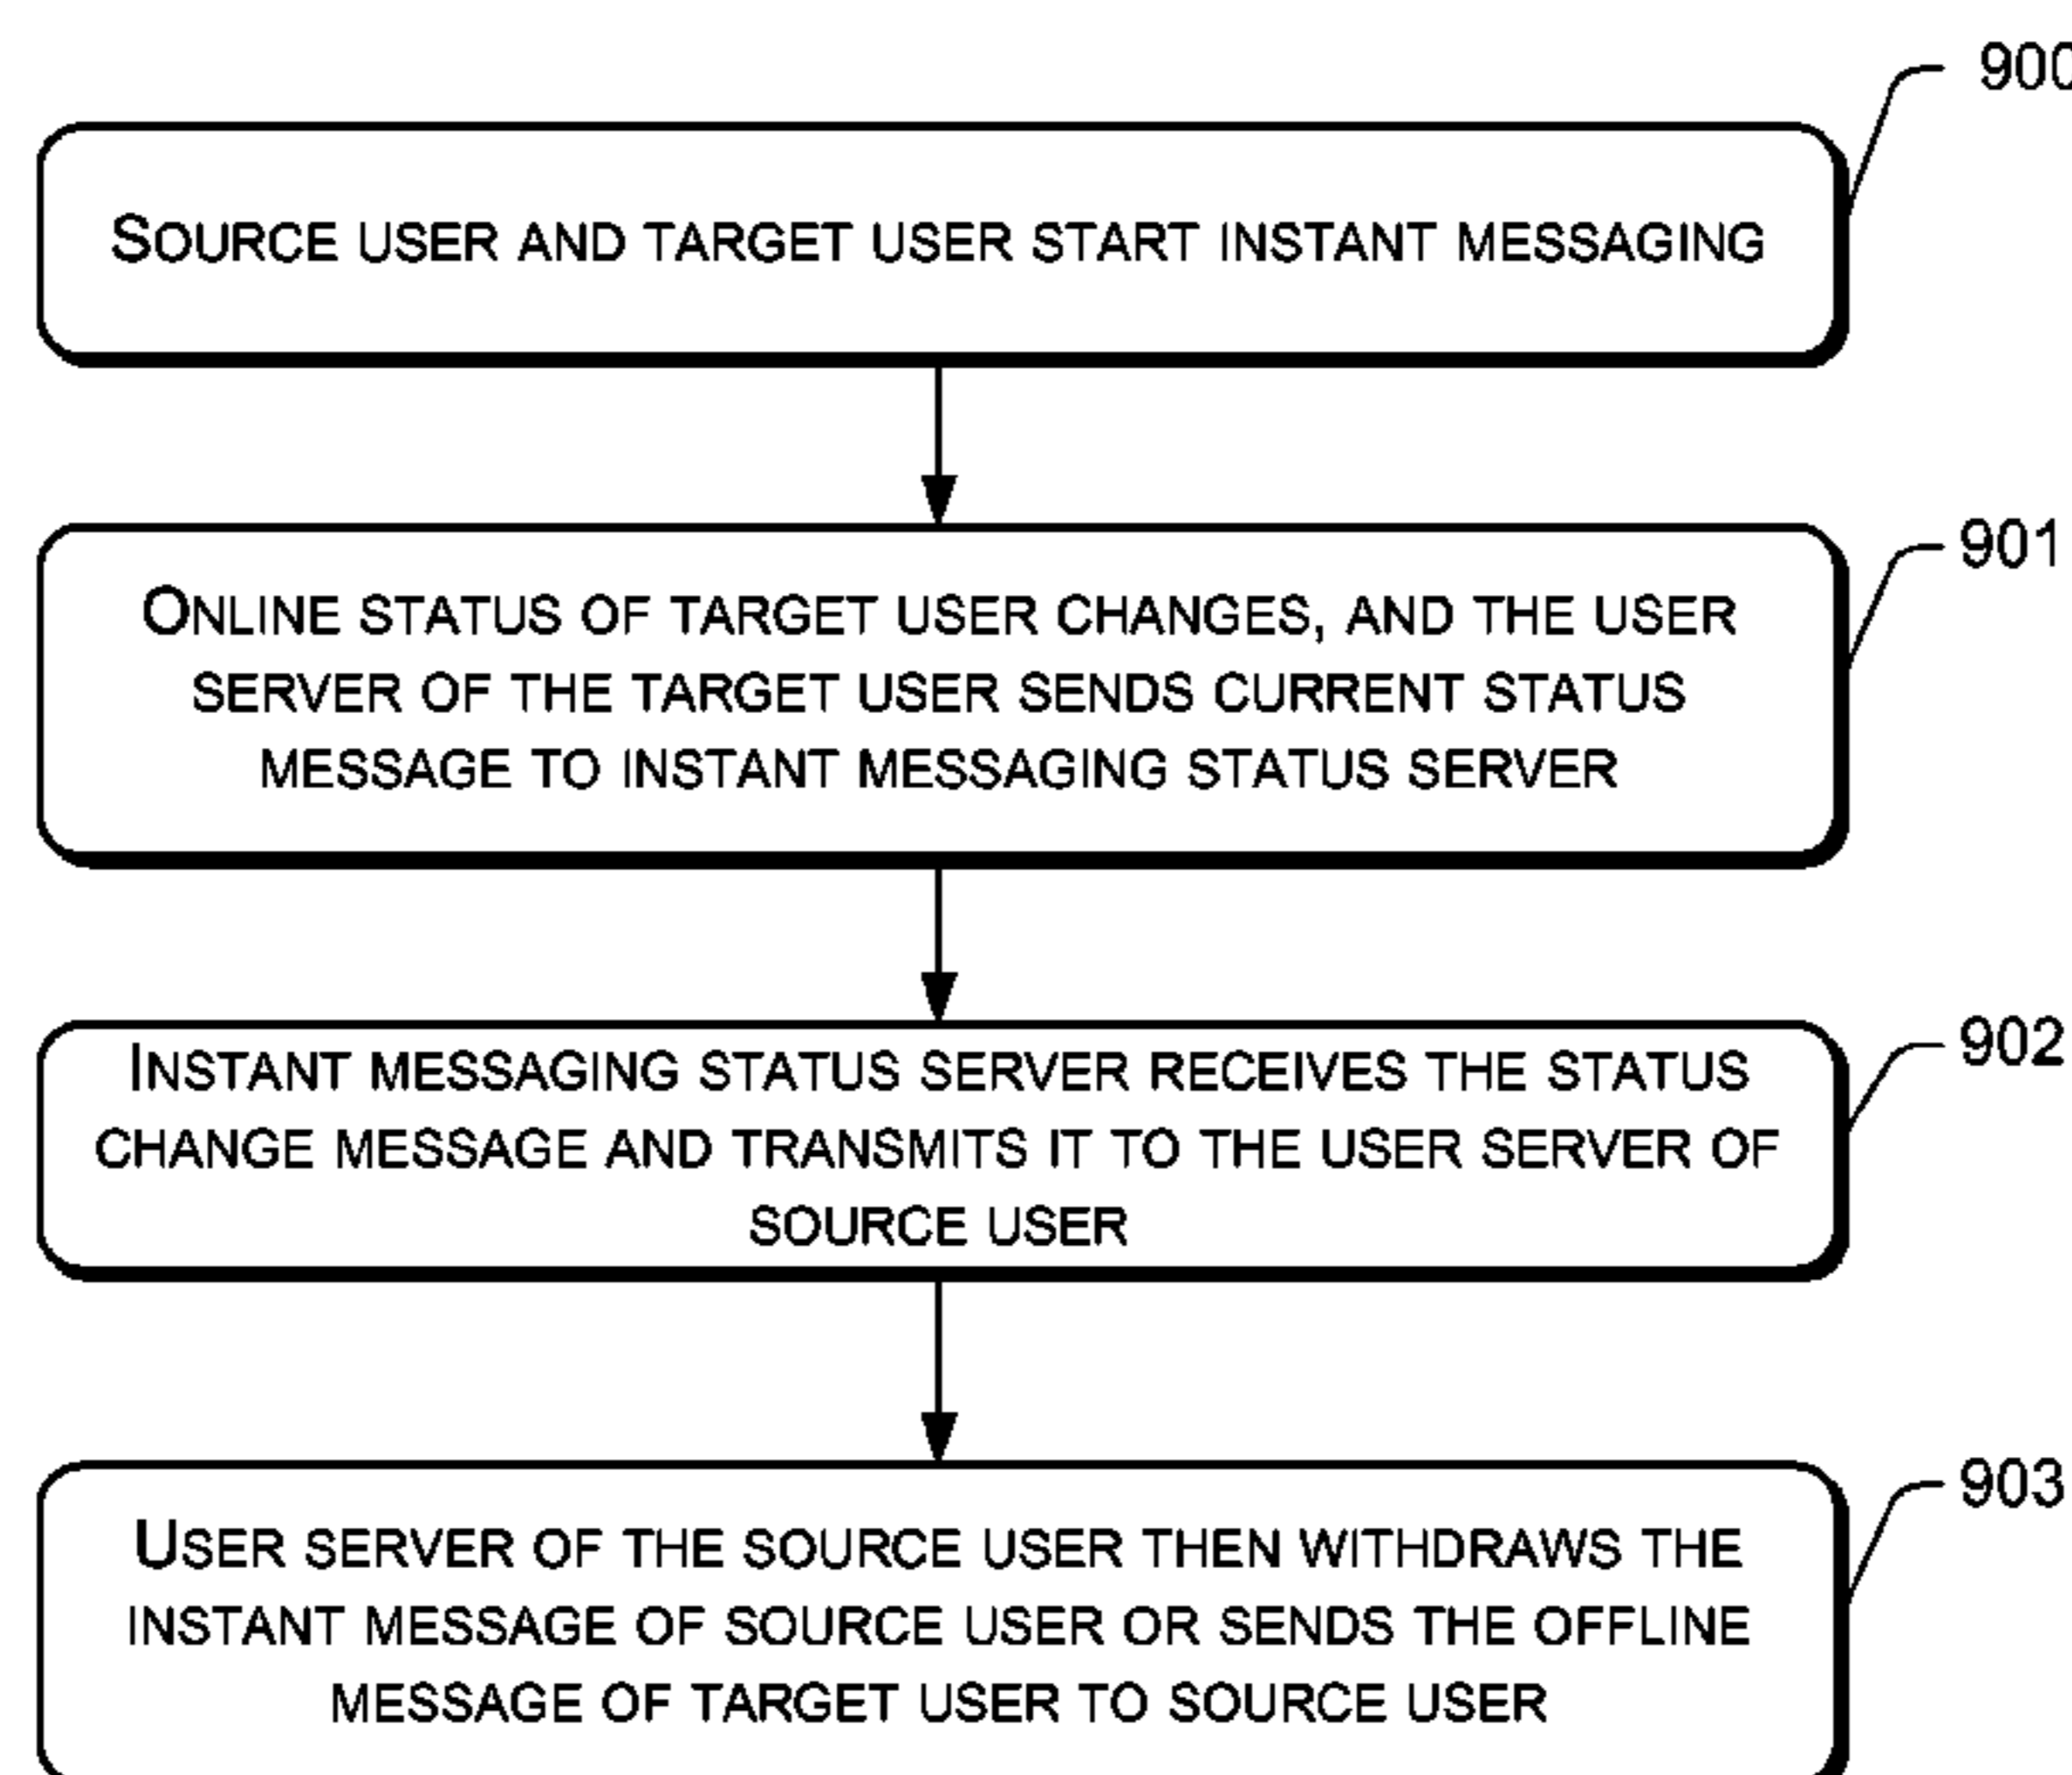 900
SOURCE USER AND TARGET USER START INSTANT MESSAGING
901
ONLINE STATUS OF TARGET USER CHANGES, AND THE USER
SERVER OF THE TARGET USER SENDS CURRENT STATUS
MESSAGE TO INSTANT MESSAGING STATUS SERVER
902
INSTANT MESSAGING STATUS SERVER RECEIVES THE STATUS
CHANGE MESSAGE AND TRANSMITS IT TO THE USER SERVER OF
SOURCE USER
903
USER SERVER OF THE SOURCE USER THEN WITHDRAWS THE
INSTANT MESSAGE OF SOURCE USER OR SENDS THE OFFLINE
MESSAGE OF TARGET USER TO SOURCE USER